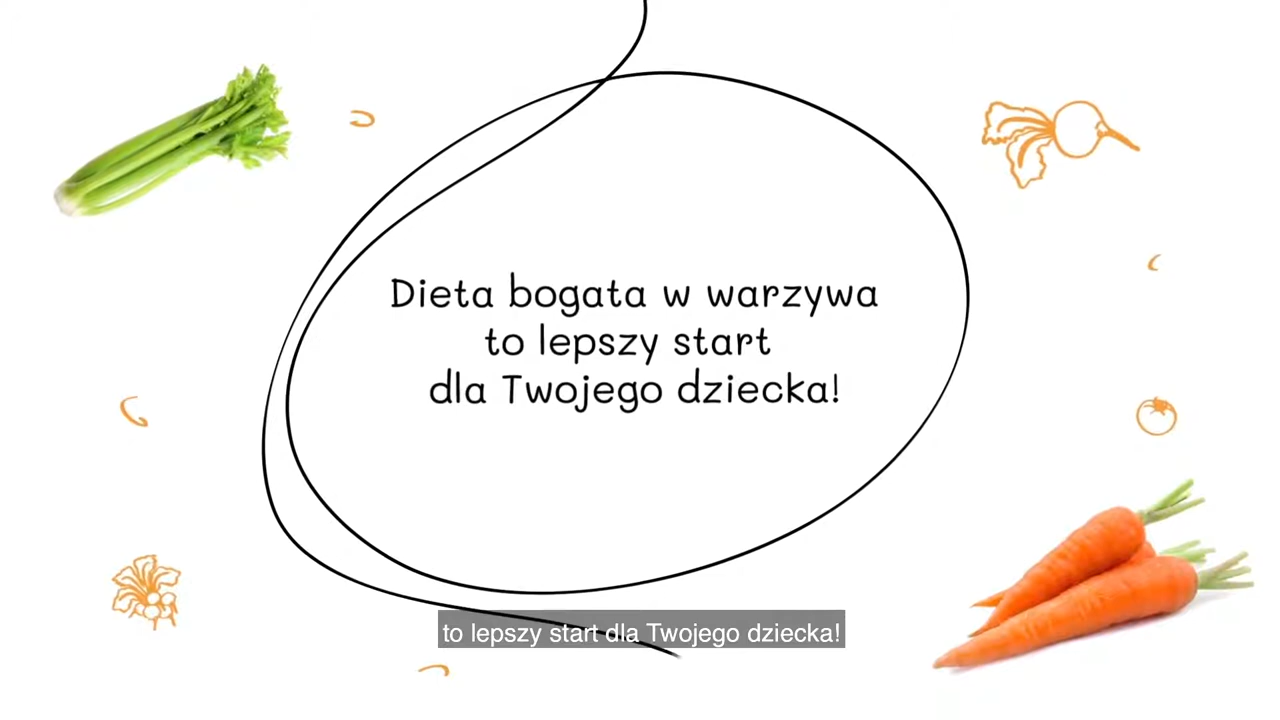 Dieta bogata w warzywa
to lepszy start
dla Twojego dziecka!
to lepszy start dla Twojego dziecka!